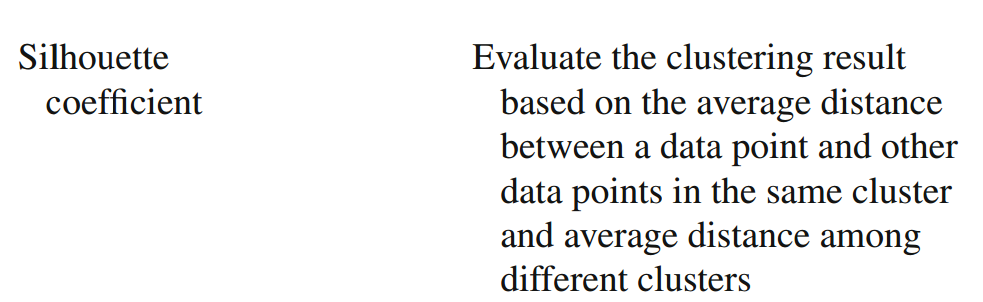 Silhouette
coefficient
Evaluate the clustering result
based on the average distance
between a data point and other
data points in the same cluster
and average distance among
different clusters